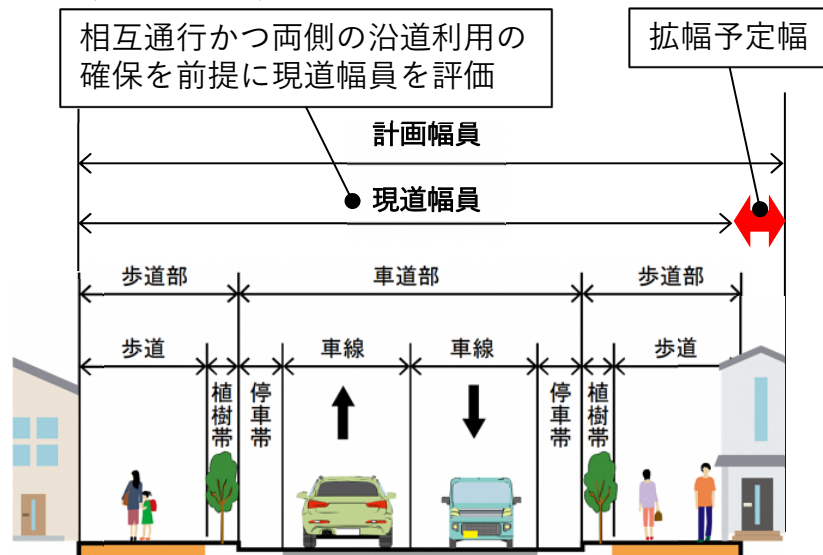 相互通行かつ両側の沿道利用の
確保を前提に現道幅員を評価
拡幅予定幅
計画幅員
現道幅員
歩道部
車道部
歩道部
歩道
植樹帯
停車帯
車線
車線
停車帯
植樹帯
歩道